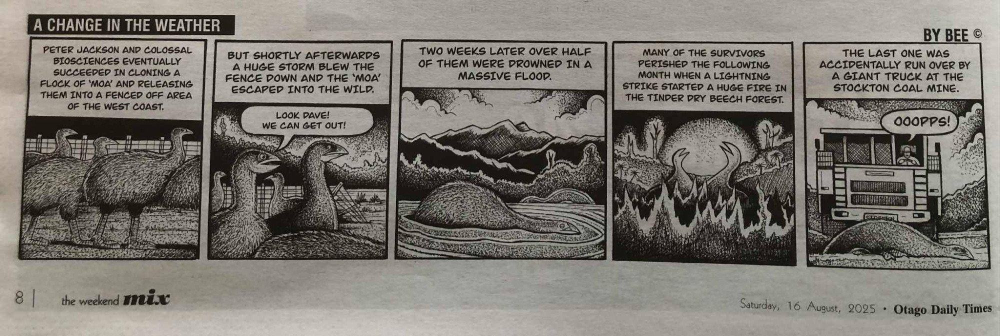 A CHANGE IN THE WEATHER
BY BEE ©
PETER JACKSON AND COLOSSAL
BIOSCIENCES EVENTUALLY
SUCCEEDED IN CLONING A
FLOCK OF 'MOA' AND RELEASING
THEM INTO A FENCED OFF AREA
OF THE WEST COAST.
BUT SHORTLY AFTERWARDS
A HUGE STORM BLEW THE
FENCE DOWN AND THE 'MOA'
ESCAPED INTO THE WILD.
LOOK DAVE!
WE CAN GET OUT!
TWO WEEKS LATER OVER HALF
OF THEM WERE DROWNED IN A
MASSIVE FLOOD.
MANY OF THE SURVIVORS
PERISHED THE FOLLOWING
MONTH WHEN A LIGHTNING
STRIKE STARTED A HUGE FIRE IN
THE TINDER DRY BEECH FOREST.
THE LAST ONE WAS
ACCIDENTALLY RUN OVER BY
A GIANT TRUCK AT THE
STOCKTON COAL MINE.
OOOPPS!
STOCKTON
8 | the weekend mix
Saturday, 16 August, 2025 • Otago Daily Times